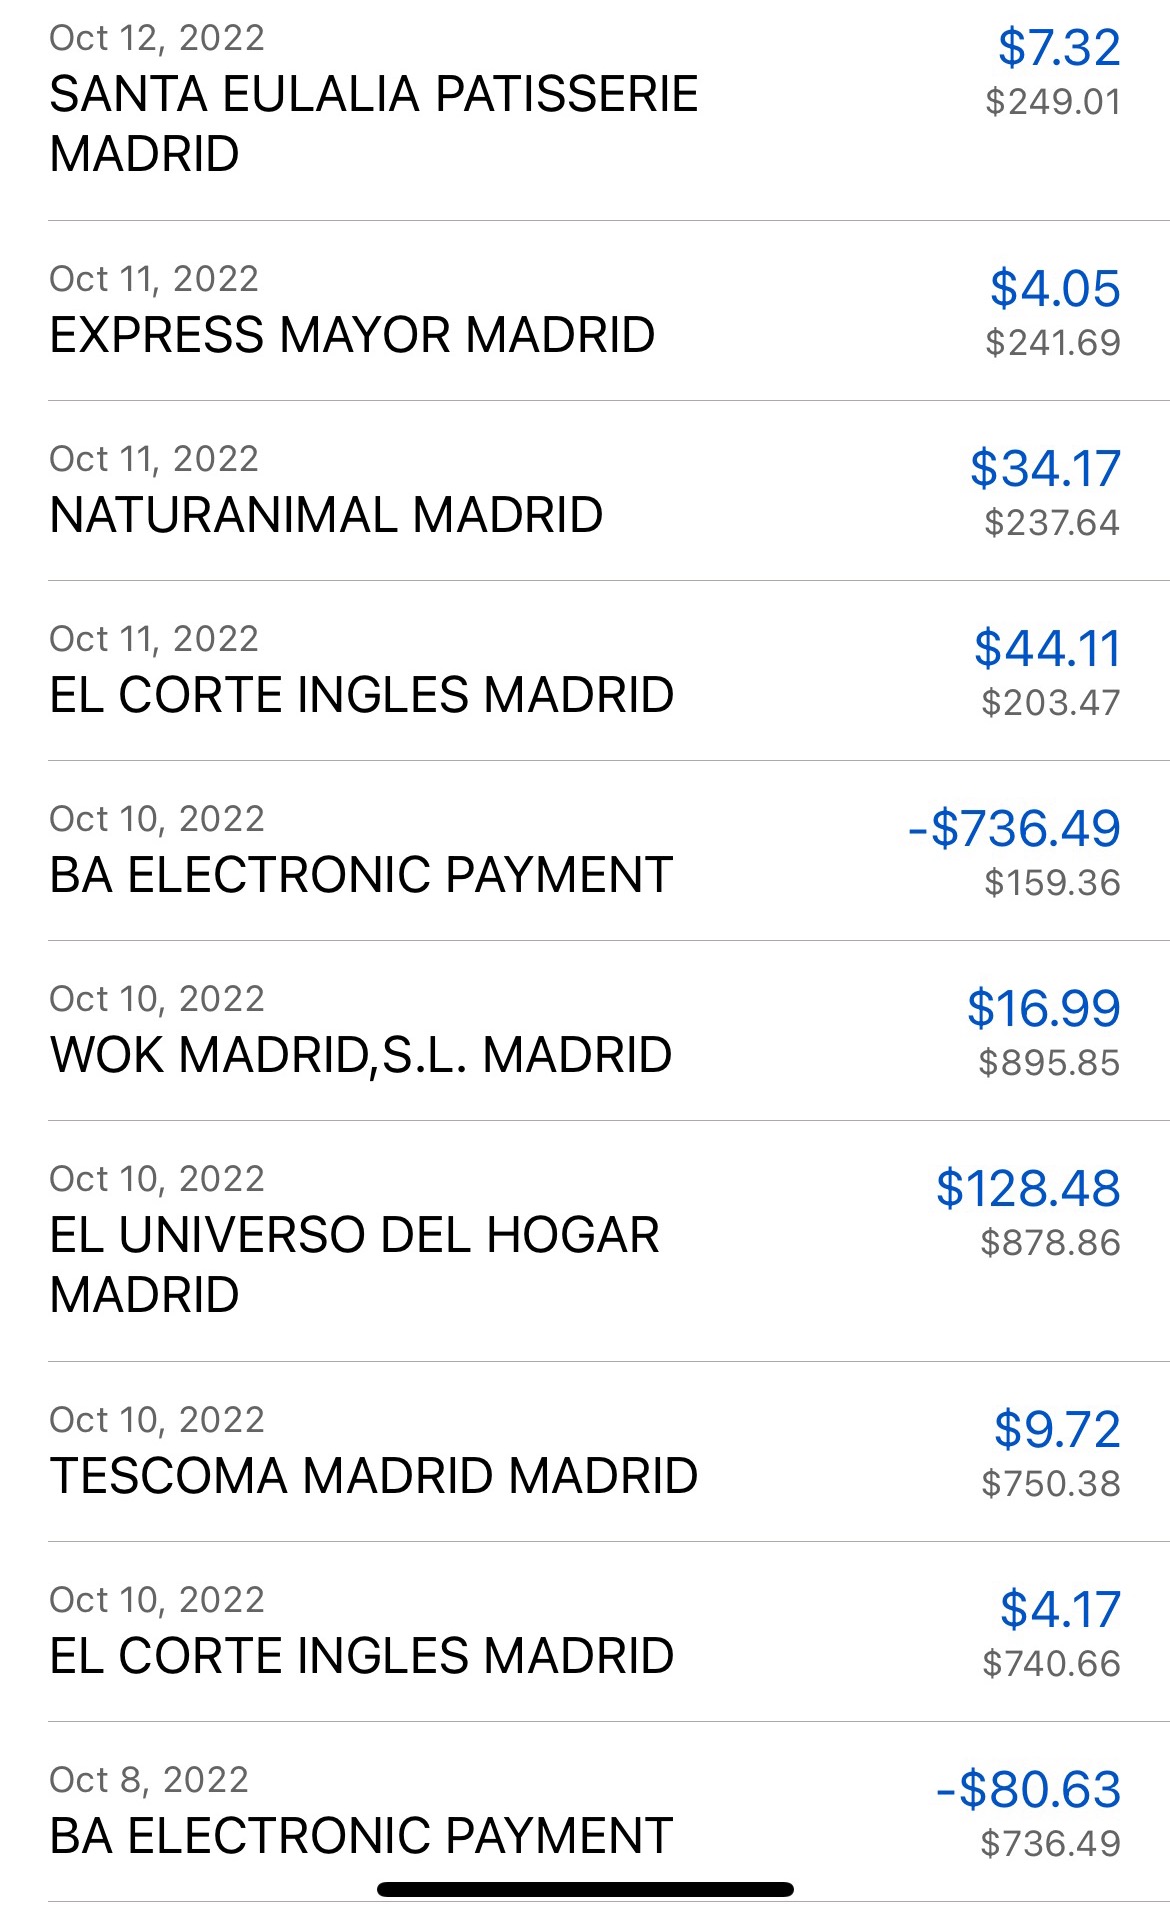 Oct 12, 2022
$7.32
SANTA EULALIA PATISSERIE
$249.01
MADRID
Oct 11, 2022
$4.05
EXPRESS MAYOR MADRID
$241.69
Oct 11, 2022
$34.17
NATURANIMAL MADRID
$237.64
Oct 11, 2022
$44.11
EL CORTE INGLES MADRID
$203.47
Oct 10, 2022
-$736.49
BA ELECTRONIC PAYMENT
$159.36
Oct 10, 2022
$16.99
WOK MADRID,S.L. MADRID
$895.85
Oct 10, 2022
$128.48
EL UNIVERSO DEL HOGAR
$878.86
MADRID
Oct 10, 2022
$9.72
TESCOMA MADRID MADRID
$750.38
Oct 10, 2022
$4.17
EL CORTE INGLES MADRID
$740.66
Oct 8, 2022
-$80.63
BA ELECTRONIC PAYMENT
$736.49